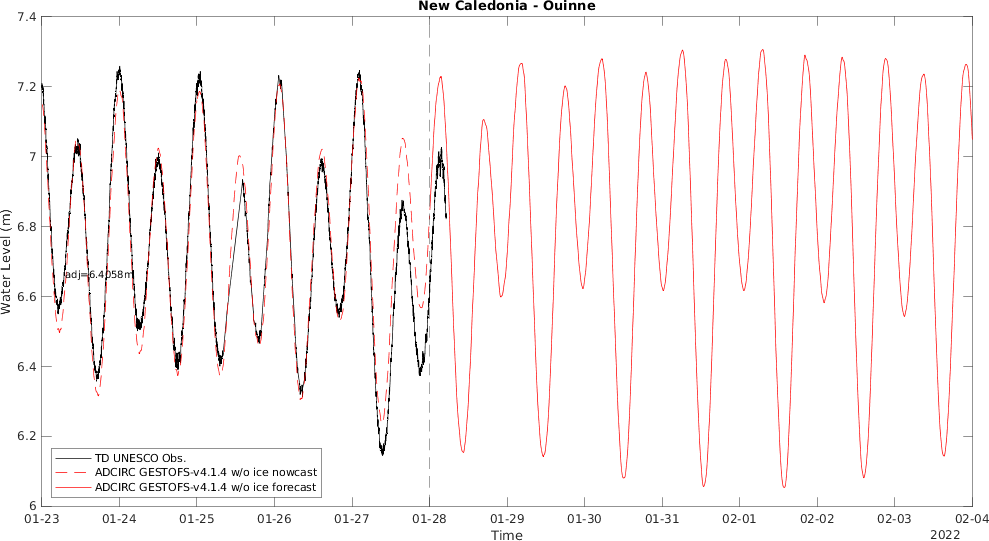 New Caledonia - Ouinne
7.4
7.2
7
6.8
6.6
6.4
6.2
6
Water Level (m)
adj=6.4058m
TD UNESCO Obs.
ADCIRC GESTOFS-v4.1.4 w/o ice nowcast
ADCIRC GESTOFS-v4.1.4 w/o ice forecast
01-23 01-24 01-25 01-26 01-27 01-28 01-29 01-30 01-31 02-01 02-02 02-03 02-04
Time
2022